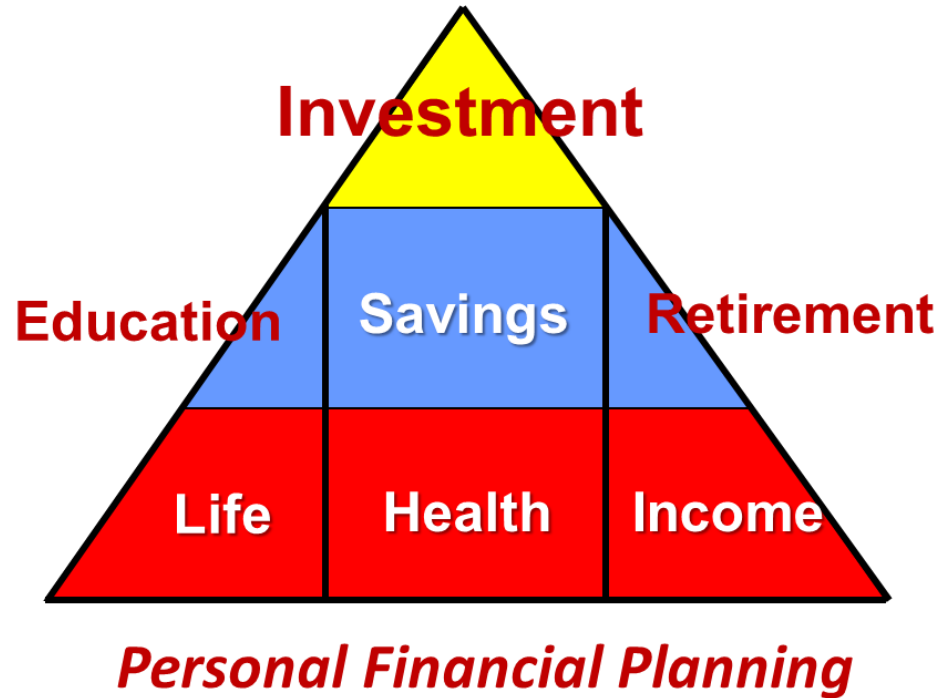 Investment
Education Savings Retirement
Life Health Income
Personal Financial Planning